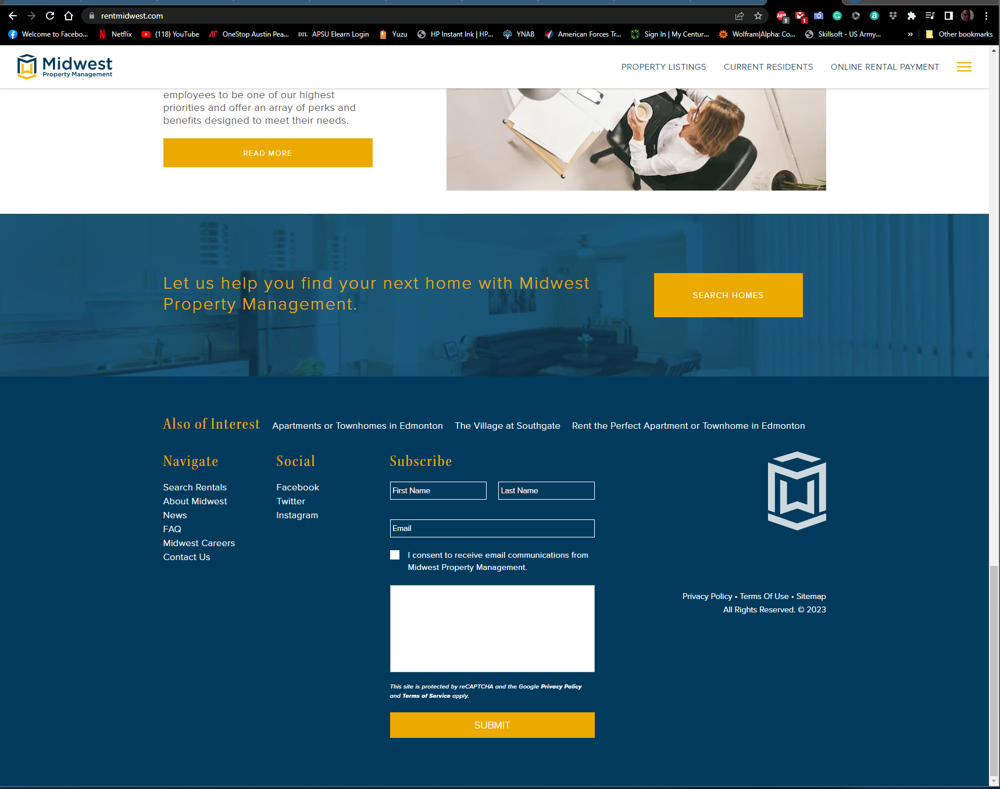 rentmidwest.com
ABP 1 1
Welcome to Facebo... Netflix (118) YouTube OneStop Austin Pea... D2L APSU Elearn Login Yuzu HP Instant Ink | HP... YNAB American Forces Tr... Sign In | My Centur... Wolfram|Alpha: Co... Skillsoft - US Army... » Other bookmarks
Midwest
Property Management
PROPERTY LISTINGS CURRENT RESIDENTS ONLINE RENTAL PAYMENT
employees to be one of our highest
priorities and offer an array of perks and
benefits designed to meet their needs.
READ MORE
Let us help you find your next home with Midwest
Property Management.
SEARCH HOMES
Also of Interest Apartments or Townhomes in Edmonton The Village at Southgate Rent the Perfect Apartment or Townhome in Edmonton
Navigate
Search Rentals
About Midwest
News
FAQ
Midwest Careers
Contact Us
Social
Facebook
Twitter
Instagram
Subscribe
First Name Last Name
Email
I consent to receive email communications from
Midwest Property Management.
This site is protected by reCAPTCHA and the Google Privacy Policy
and Terms of Service apply.
SUBMIT
Privacy Policy • Terms Of Use • Sitemap
All Rights Reserved. © 2023